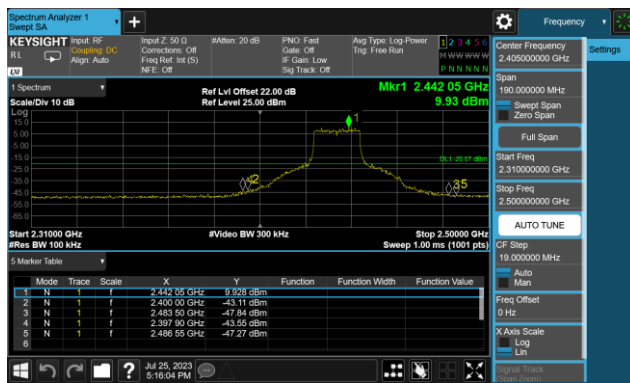 Spectrum Analyzer 1
Swept SA
Frequency
KEYSIGHT Input: RF
RL Coupling: DC
Align: Auto
LXI
Input Z: 50 Ω
Corrections: Off
Freq Ref: Int (S)
NFE: Off
#Atten: 20 dB
PNO: Fast
Gate: Off
IF Gain: Low
Sig Track: Off
Avg Type: Log-Power
Trig: Free Run
1 2 3 4 5 6
M W W W W W
P N N N N N
1 Spectrum
Scale/Div 10 dB
Ref Lvl Offset 22.00 dB
Ref Level 25.00 dBm
Mkr1 2.442 05 GHz
9.93 dBm
Log
15.0
5.00
-5.00
-15.0
-25.0
-35.0
-45.0
-55.0
-65.0
1
DL1 -20.07 dBm
2
5
Start 2.31000 GHz
#Res BW 100 kHz
#Video BW 300 kHz
Stop 2.50000 GHz
Sweep 1.00 ms (1001 pts)
5 Marker Table
Mode Trace Scale X Y Function Function Width Function Value
1 N 1 f 2.442 05 GHz 9.928 dBm
2 N 1 f 2.400 00 GHz -43.11 dBm
3 N 1 f 2.483 50 GHz -47.84 dBm
4 N 1 f 2.397 90 GHz -43.55 dBm
5 N 1 f 2.486 55 GHz -47.27 dBm
6
Jul 25, 2023
5:16:04 PM
?
Center Frequency
2.405000000 GHz
Settings
Span
190.000000 MHz
Swept Span
Zero Span
Full Span
Start Freq
2.310000000 GHz
Stop Freq
2.500000000 GHz
AUTO TUNE
CF Step
19.000000 MHz
Auto
Man
Freq Offset
0 Hz
X Axis Scale
Log
Lin
Signal Track
(Span Zoom)